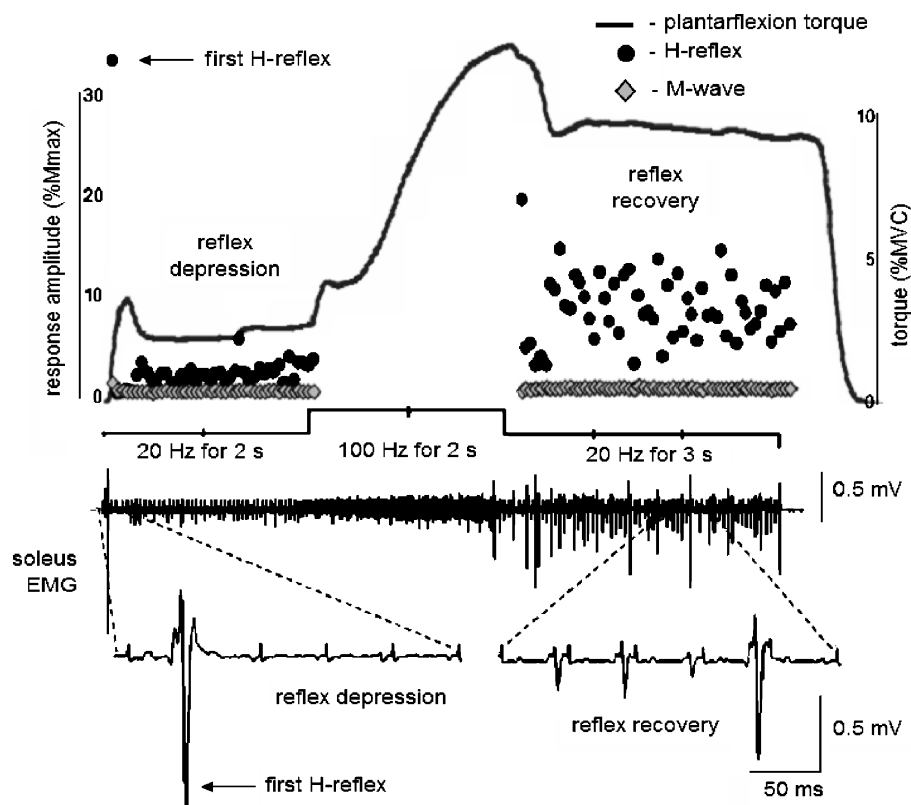 - plantarflexion torque
- H-reflex
- M-wave
first H-reflex
response amplitude (%Mmax)
30
20
10
0
torque (%MVC)
10
5
0
reflex
depression
reflex
recovery
20 Hz for 2 s
100 Hz for 2 s
20 Hz for 3 s
0.5 mV
soleus
EMG
reflex depression
reflex recovery
0.5 mV
first H-reflex
50 ms